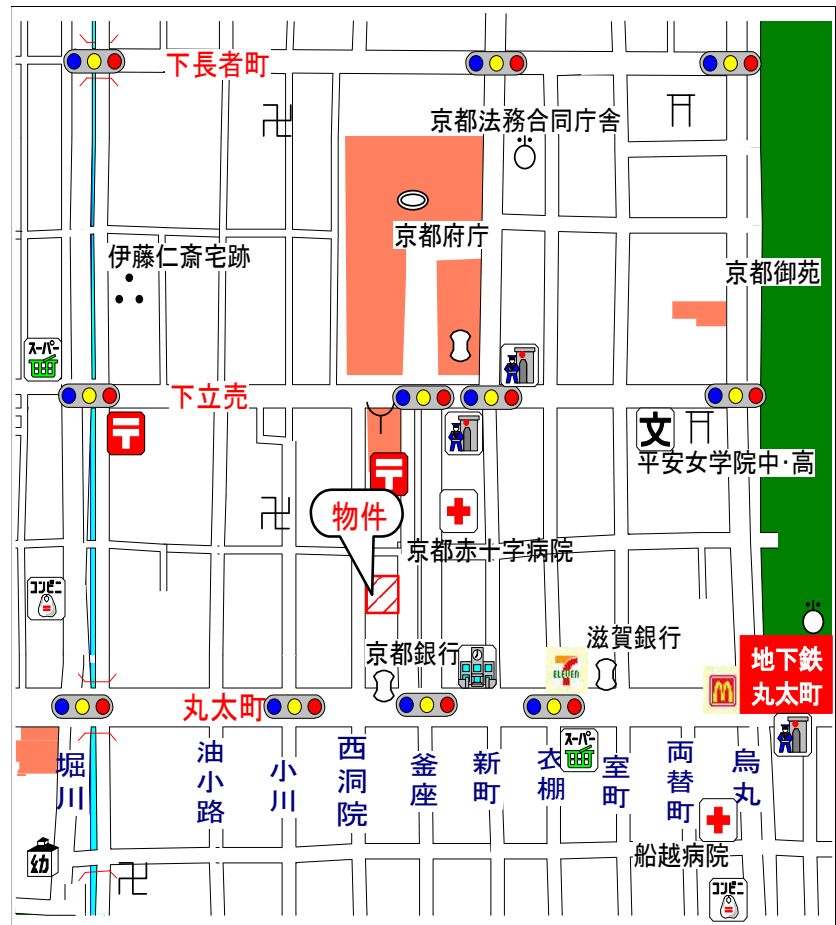 下長者町
京都法務合同庁舎
京都府庁
伊藤仁斎宅跡
京都御苑
スーパー
下立売
文
平安女学院中・高
物件
京都赤十字病院
コンビニ
滋賀銀行
京都銀行
7
ELEVEN
地下鉄
丸太町
丸太町
スーパー
堀川
油小路
小川
西洞院
釜座
新町
衣棚
室町
両替町
烏丸
幼
船越病院
コンビニ